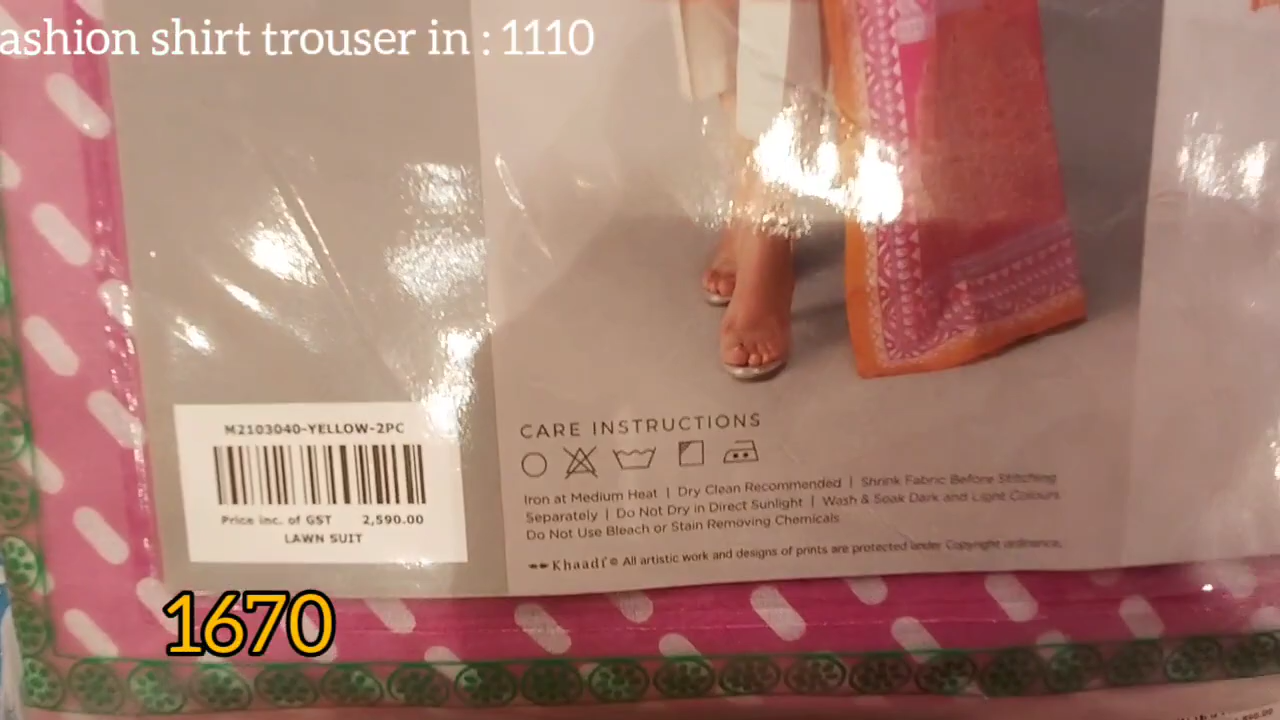 ashion shirt trouser in : 1110
M2103040-YELLOW-2PC
Price inc. of GST 2,590.00
LAWN SUIT
CARE INSTRUCTIONS
Iron at Medium Heat | Dry Clean Recommended | Shrink Fabric Before Stitching
Separately | Do Not Dry in Direct Sunlight | Wash & Soak Dark and Light Colours
Do Not Use Bleach or Stain Removing Chemicals
Khaadi® All artistic work and designs of prints are protected under Copyright ordinance,
1670